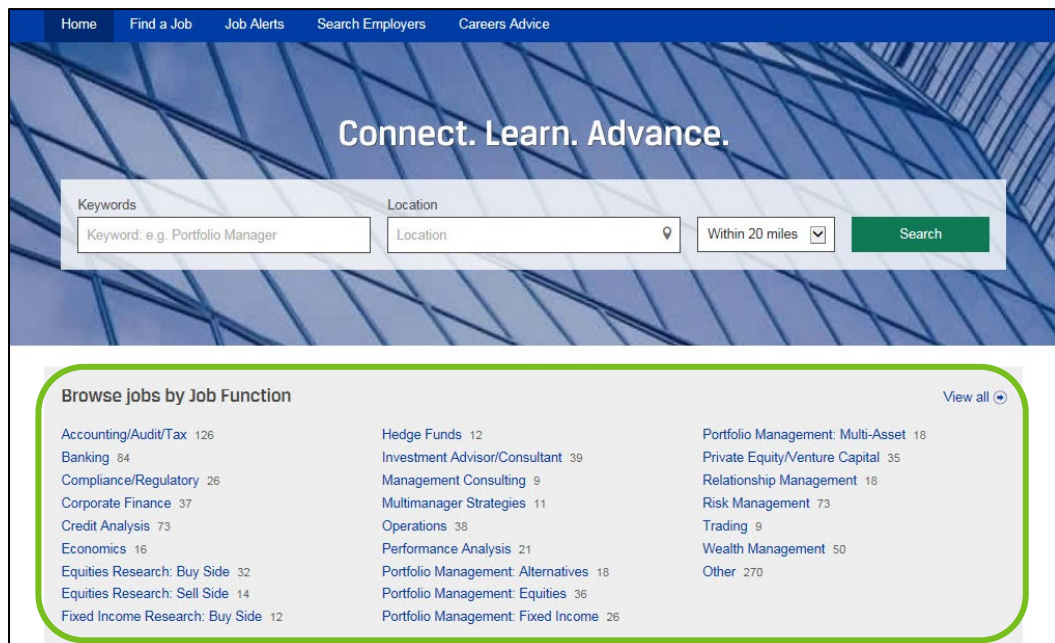 Home Find a Job Job Alerts Search Employers Careers Advice
Connect. Learn. Advance.
Keywords Location
Keyword: e.g. Portfolio Manager Location Within 20 miles Search
Browse jobs by Job Function View all
Accounting/Audit/Tax 126
Banking 84
Compliance/Regulatory 26
Corporate Finance 37
Credit Analysis 73
Economics 16
Equities Research: Buy Side 32
Equities Research: Sell Side 14
Fixed Income Research: Buy Side 12
Hedge Funds 12
Investment Advisor/Consultant 39
Management Consulting 9
Multimanager Strategies 11
Operations 38
Performance Analysis 21
Portfolio Management: Alternatives 18
Portfolio Management: Equities 36
Portfolio Management: Fixed Income 26
Portfolio Management: Multi-Asset 18
Private Equity/Venture Capital 35
Relationship Management 18
Risk Management 73
Trading 9
Wealth Management 50
Other 270